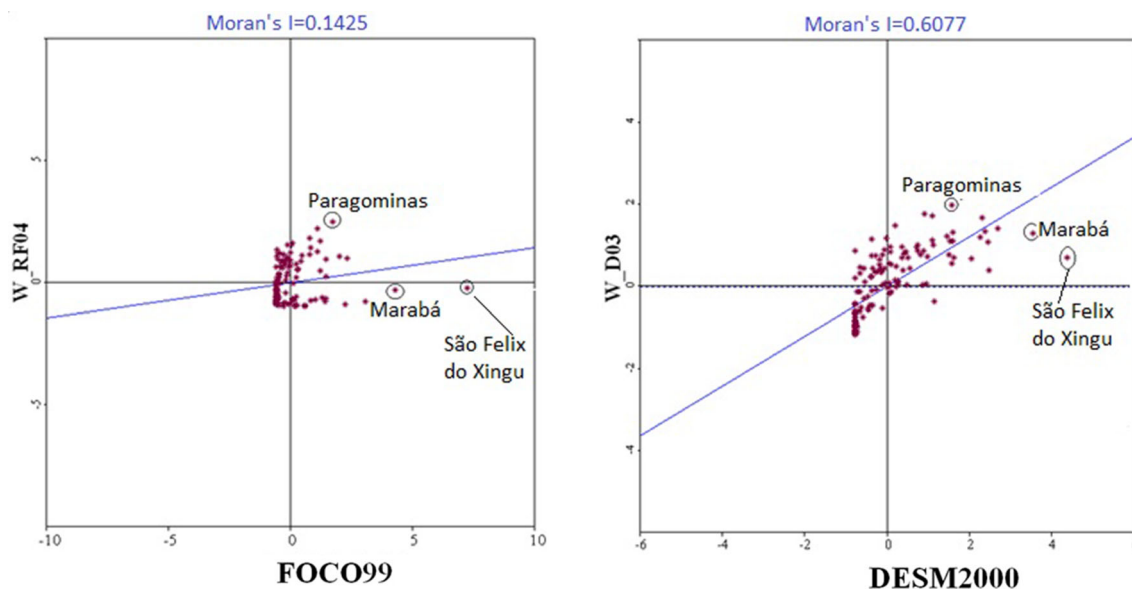 Moran's I=0.1425
5
W_RF04
0
-5
Paragominas
Marabá
São Felix
do Xingu
-10
-5
0
5
10
FOCO99
Moran's I=0.6077
4
2
W_D03
0
-2
-4
Paragominas
Marabá
São Felix
do Xingu
-6
-4
-2
0
2
4
DESM2000